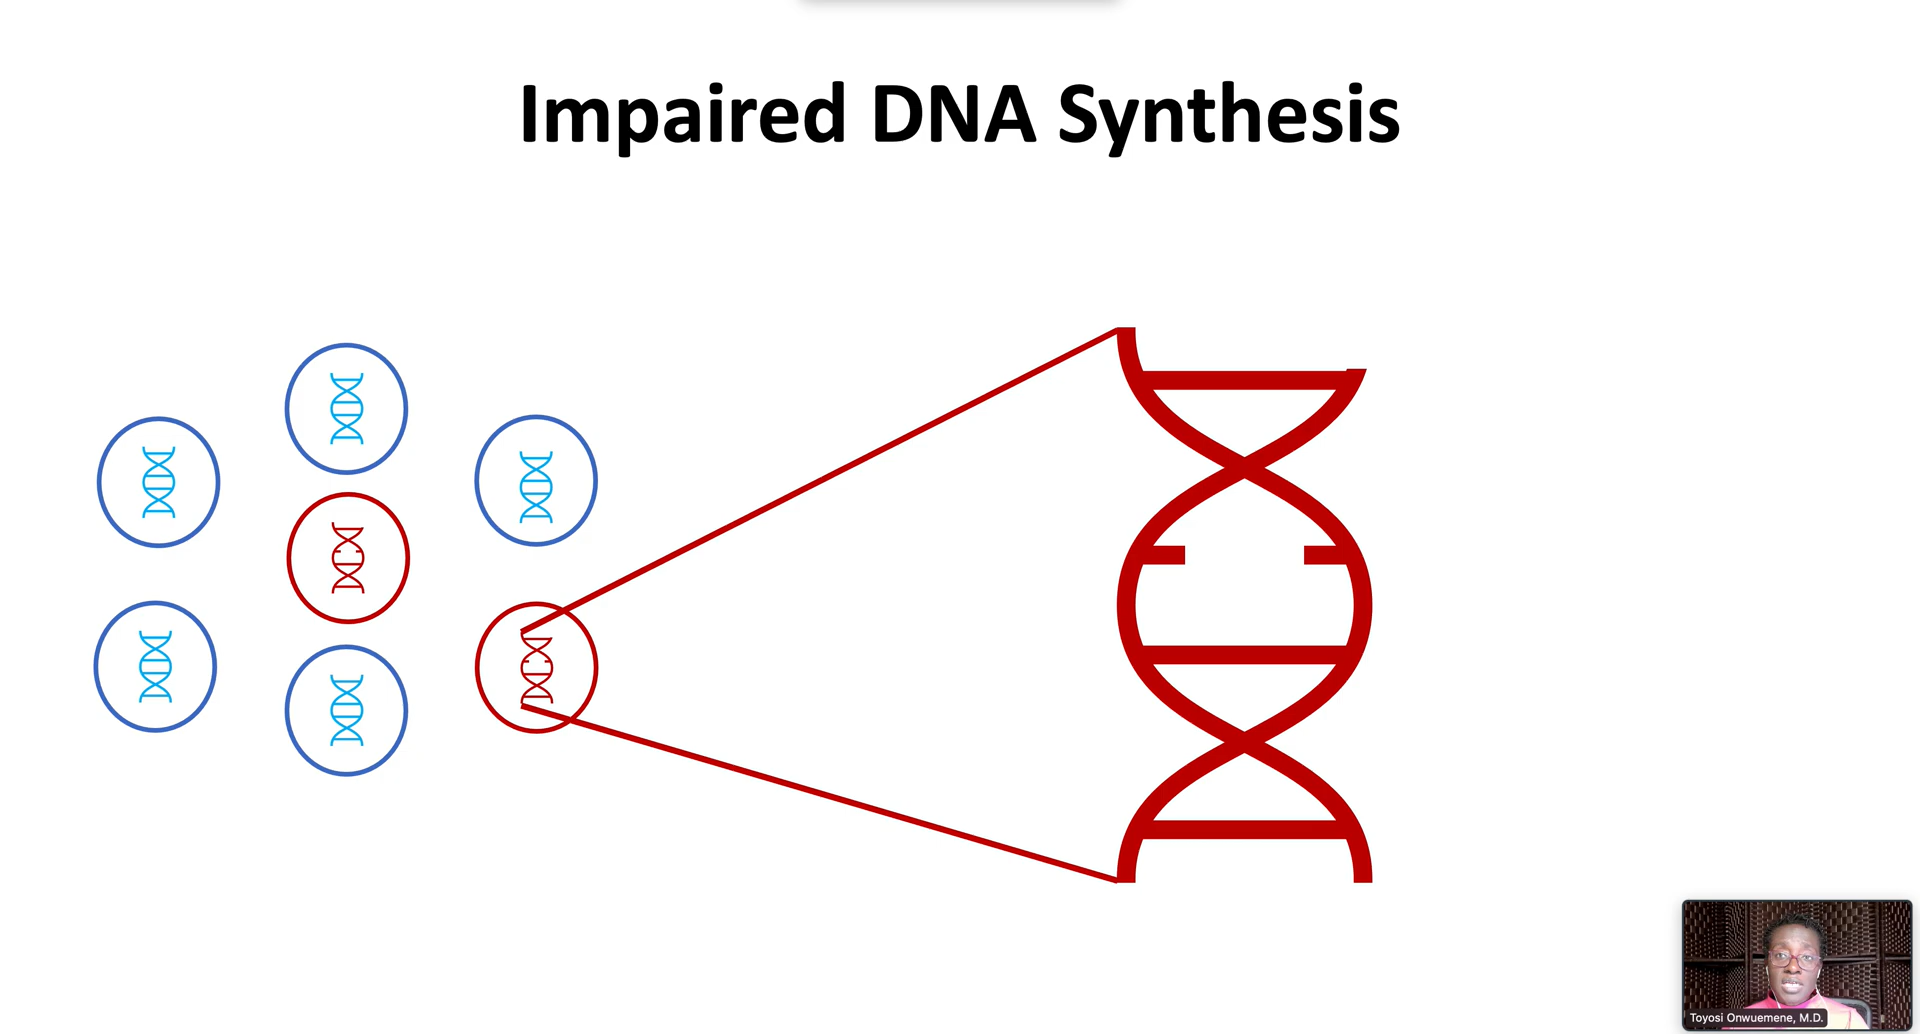 Impaired DNA Synthesis
Toyosi Onwuemene, M.D.